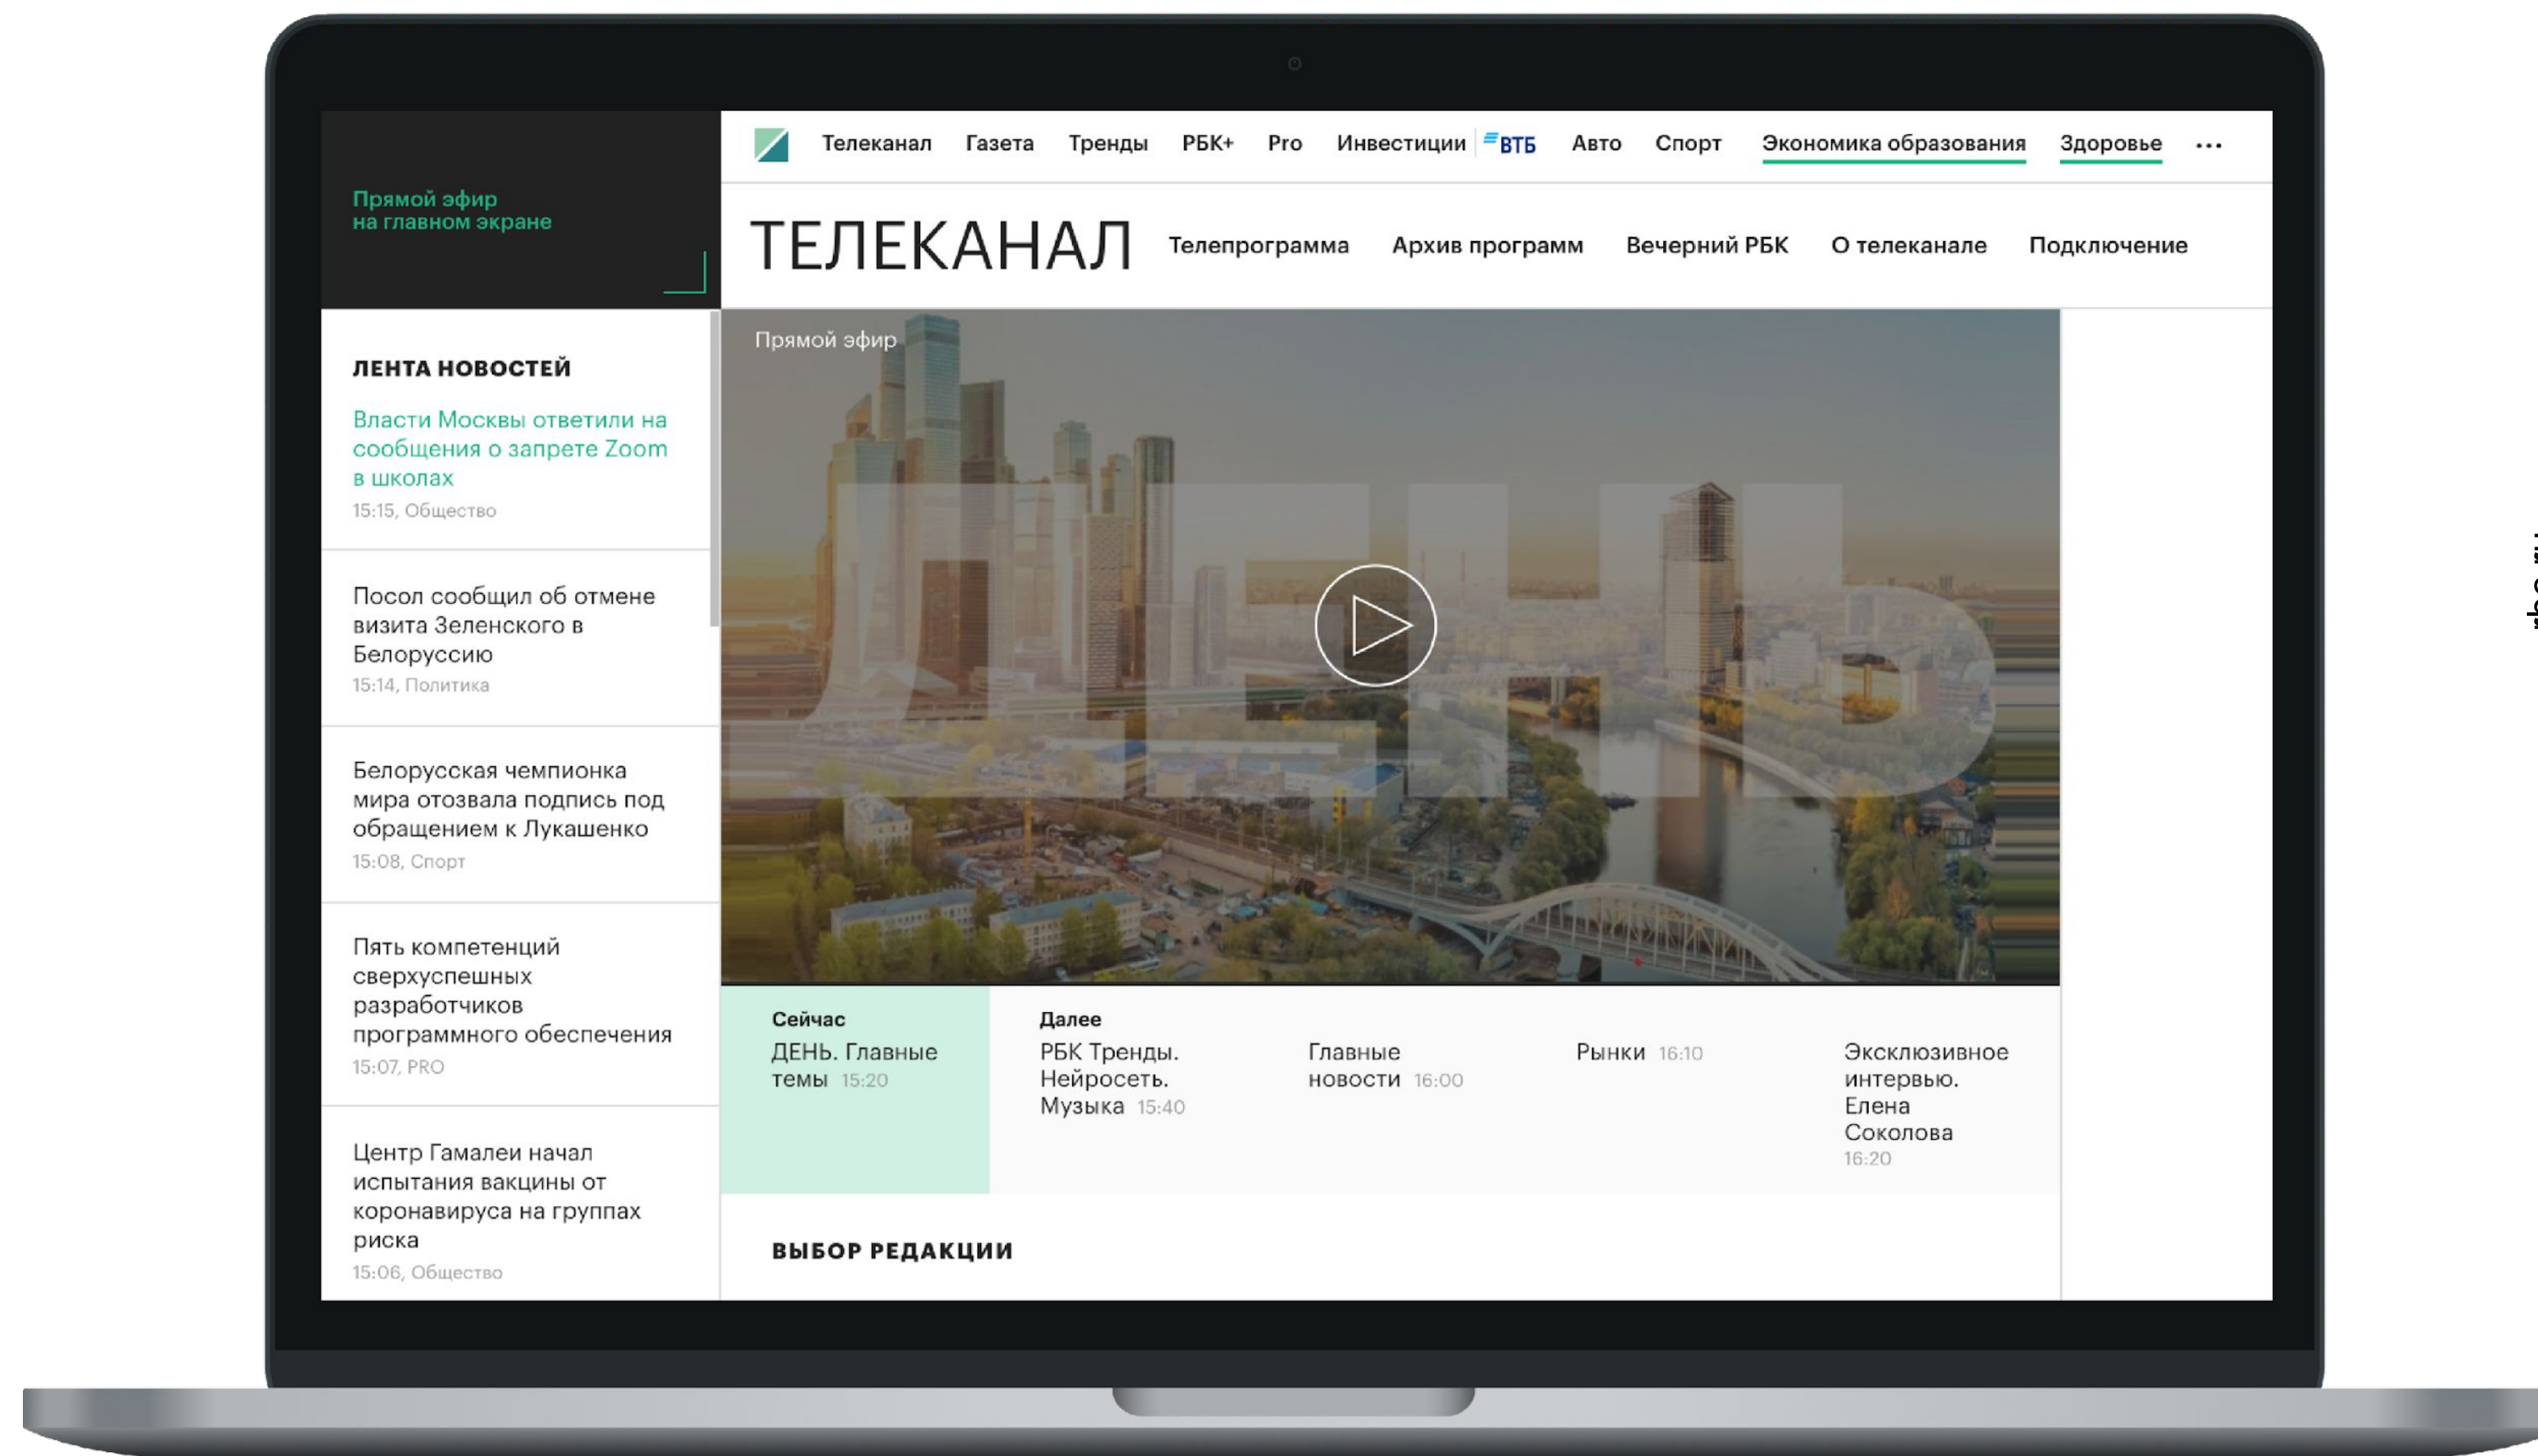 Телеканал Газета Тренды РБК+ Pro Инвестиции ВТБ Авто Спорт Экономика образования Здоровье ...
Прямой эфир
на главном экране
ТЕЛЕКАНАЛ Телепрограмма Архив программ Вечерний РБК О телеканале Подключение
ЛЕНТА НОВОСТЕЙ
Власти Москвы ответили на
сообщения о запрете Zoom
в школах
15:15, Общество
Посол сообщил об отмене
визита Зеленского в
Белоруссию
15:14, Политика
Белорусская чемпионка
мира отозвала подпись под
обращением к Лукашенко
15:08, Спорт
Пять компетенций
сверхуспешных
разработчиков
программного обеспечения
15:07, PRO
Центр Гамалеи начал
испытания вакцины от
коронавируса на группах
риска
15:06, Общество
Прямой эфир
ДЕНЬ
Сейчас
ДЕНЬ. Главные
темы 15:20
Далее
РБК Тренды.
Нейросеть.
Музыка 15:40
Главные
новости 16:00
Рынки 16:10
Эксклюзивное
интервью.
Елена
Соколова
16:20
ВЫБОР РЕДАКЦИИ